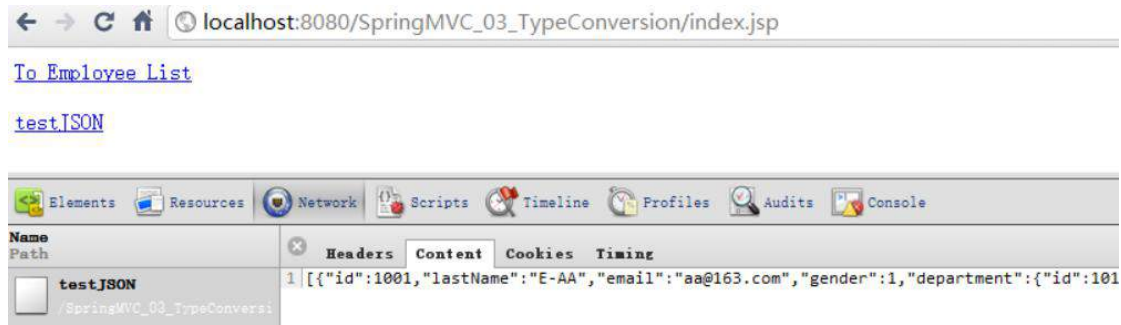 localhost:8080/SpringMVC_03_TypeConversion/index.jsp
To Employee List
testJSON
Elements Resources Network Scripts Timeline Profiles Audits Console
Name
Path
Headers Content Cookies Timing
testJSON
/SpringMVC_03_TypeConversi
1 [{"id":1001,"lastName":"E-AA","email":"aa@163.com","gender":1,"department":{"id":101